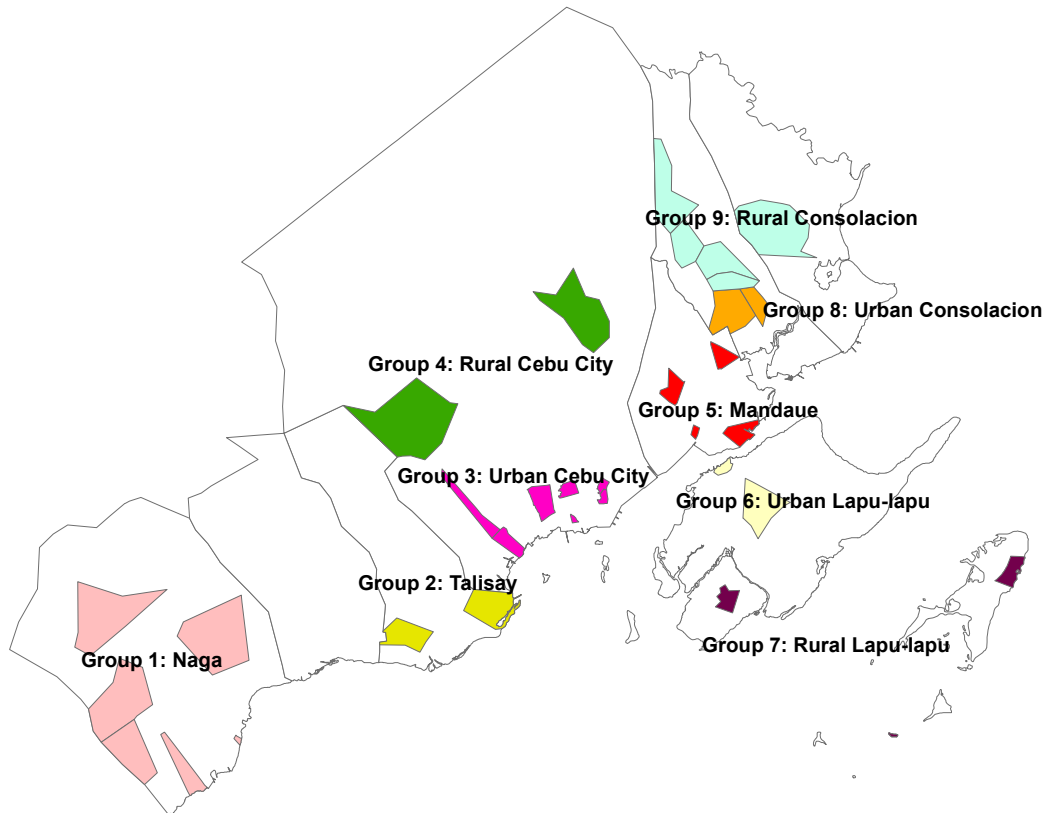 Group 9: Rural Consolacion
Group 8: Urban Consolacion
Group 4: Rural Cebu City
Group 5: Mandaue
Group 3: Urban Cebu City
Group 6: Urban Lapu-lapu
Group 2: Talisay
Group 7: Rural Lapu-lapu
Group 1: Naga